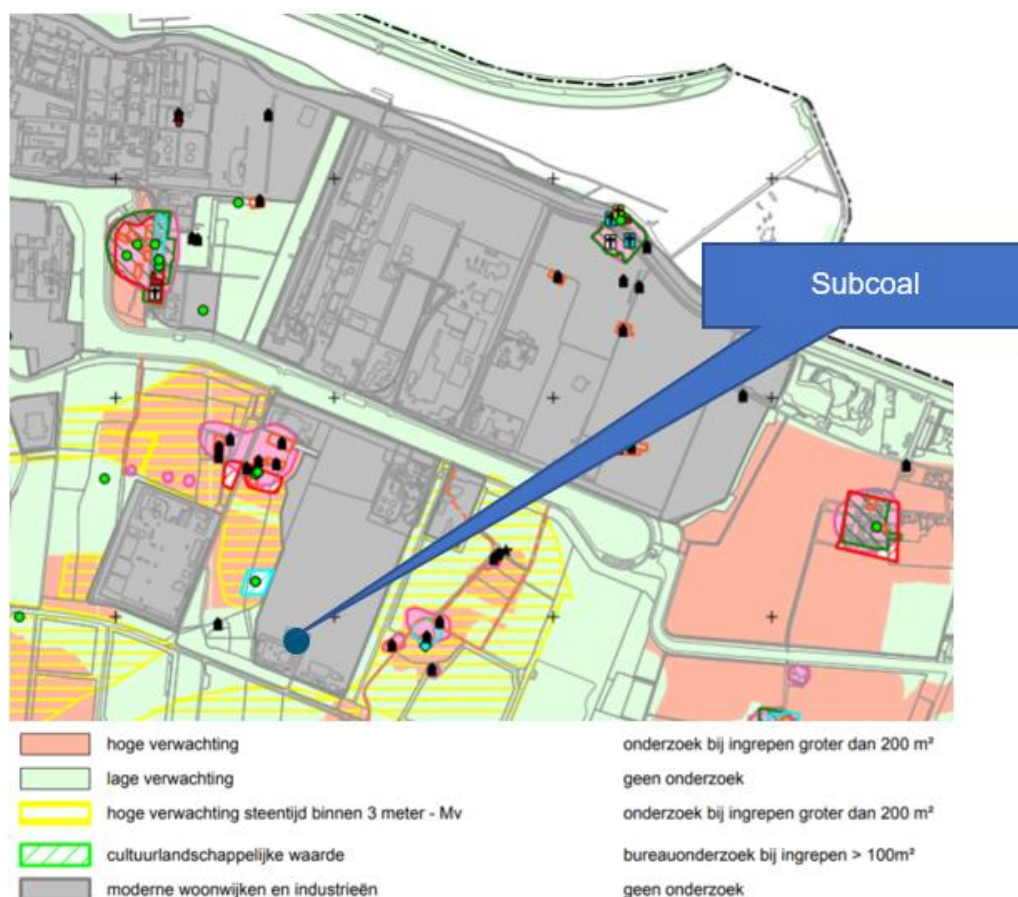 Subcoal
hoge verwachting onderzoek bij ingrepen groter dan 200 m²
lage verwachting geen onderzoek
hoge verwachting steentijd binnen 3 meter - Mv onderzoek bij ingrepen groter dan 200 m²
cultuurlandschappelijke waarde bureauonderzoek bij ingrepen > 100m²
moderne woonwijken en industrieën geen onderzoek